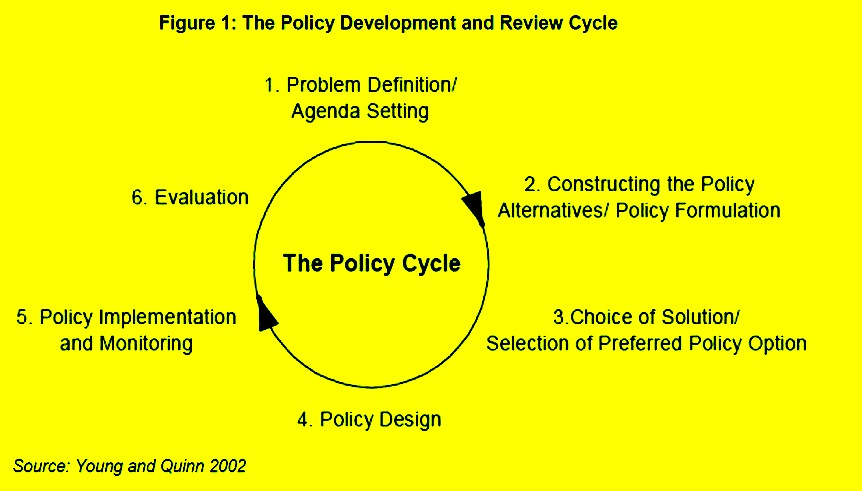 Figure 1: The Policy Development and Review Cycle
1. Problem Definition/
Agenda Setting
2. Constructing the Policy
Alternatives/ Policy Formulation
3.Choice of Solution/
Selection of Preferred Policy Option
4. Policy Design
5. Policy Implementation
and Monitoring
6. Evaluation
The Policy Cycle
Source: Young and Quinn 2002